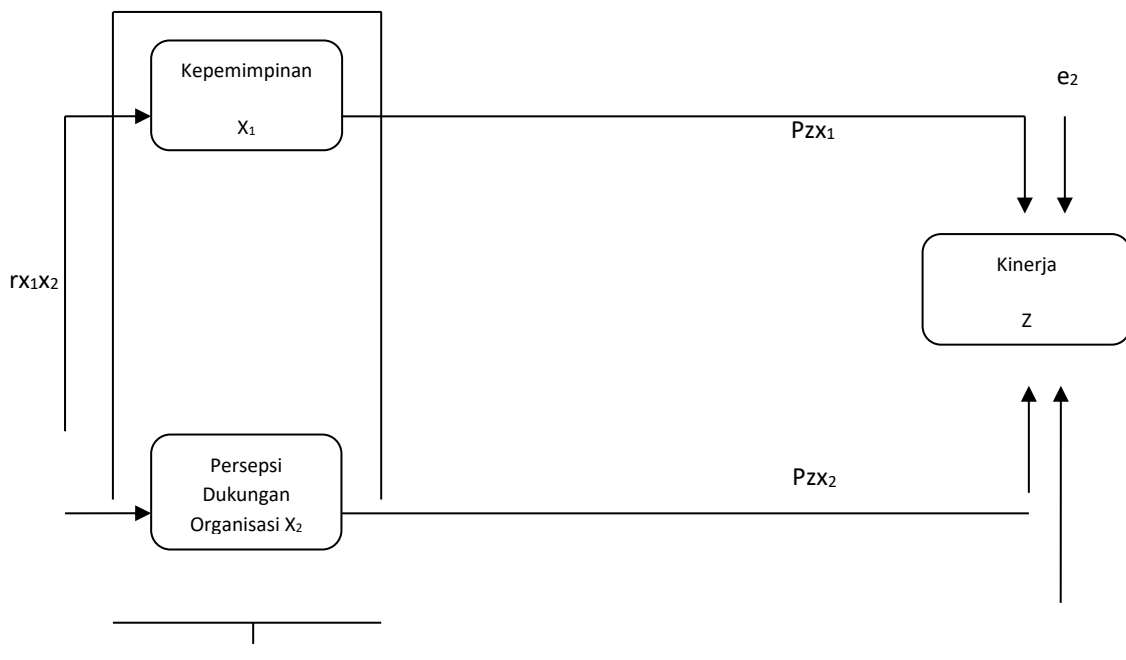 Kepemimpinan
X₁
e₂
Pzx₁
rx₁x₂
Kinerja
Z
Persepsi
Dukungan
Organisasi X₂
Pzx₂